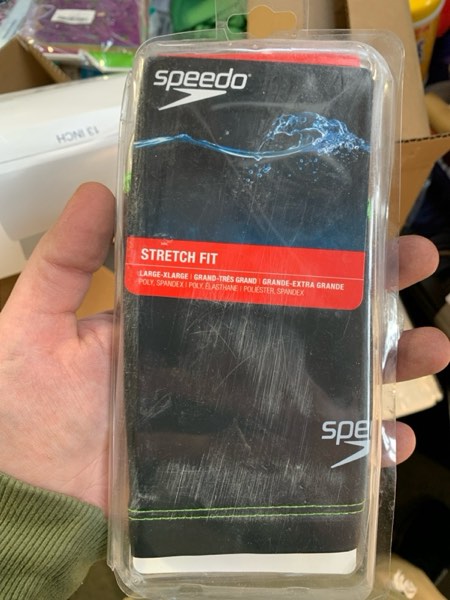 speedo
13 INCH
STRETCH FIT
LARGE-XLARGE | GRAND-TRÈS GRAND | GRANDE-EXTRA GRANDE
POLY, SPANDEX | POLY, ÉLASTHANE | POLIÉSTER, SPANDEX
spe